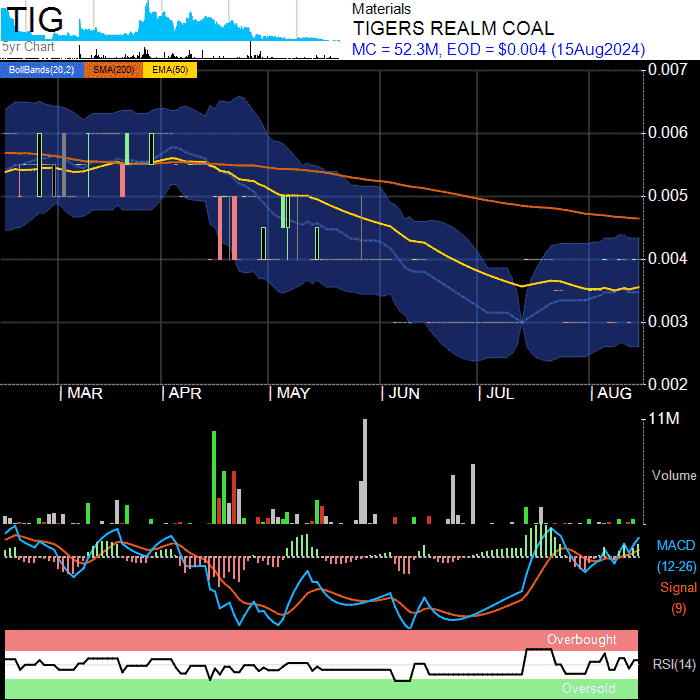 TIG
5yr Chart
Materials
TIGERS REALM COAL
MC = 52.3M, EOD = $0.004 (15Aug2024)
BollBands(20,2) SMA(200) EMA(50)
0.007
0.006
0.005
0.004
0.003
0.002
MAR APR MAY JUN JUL AUG
11M
Volume
MACD
(12-26)
Signal
(9)
Overbought
RSI(14)
Oversold